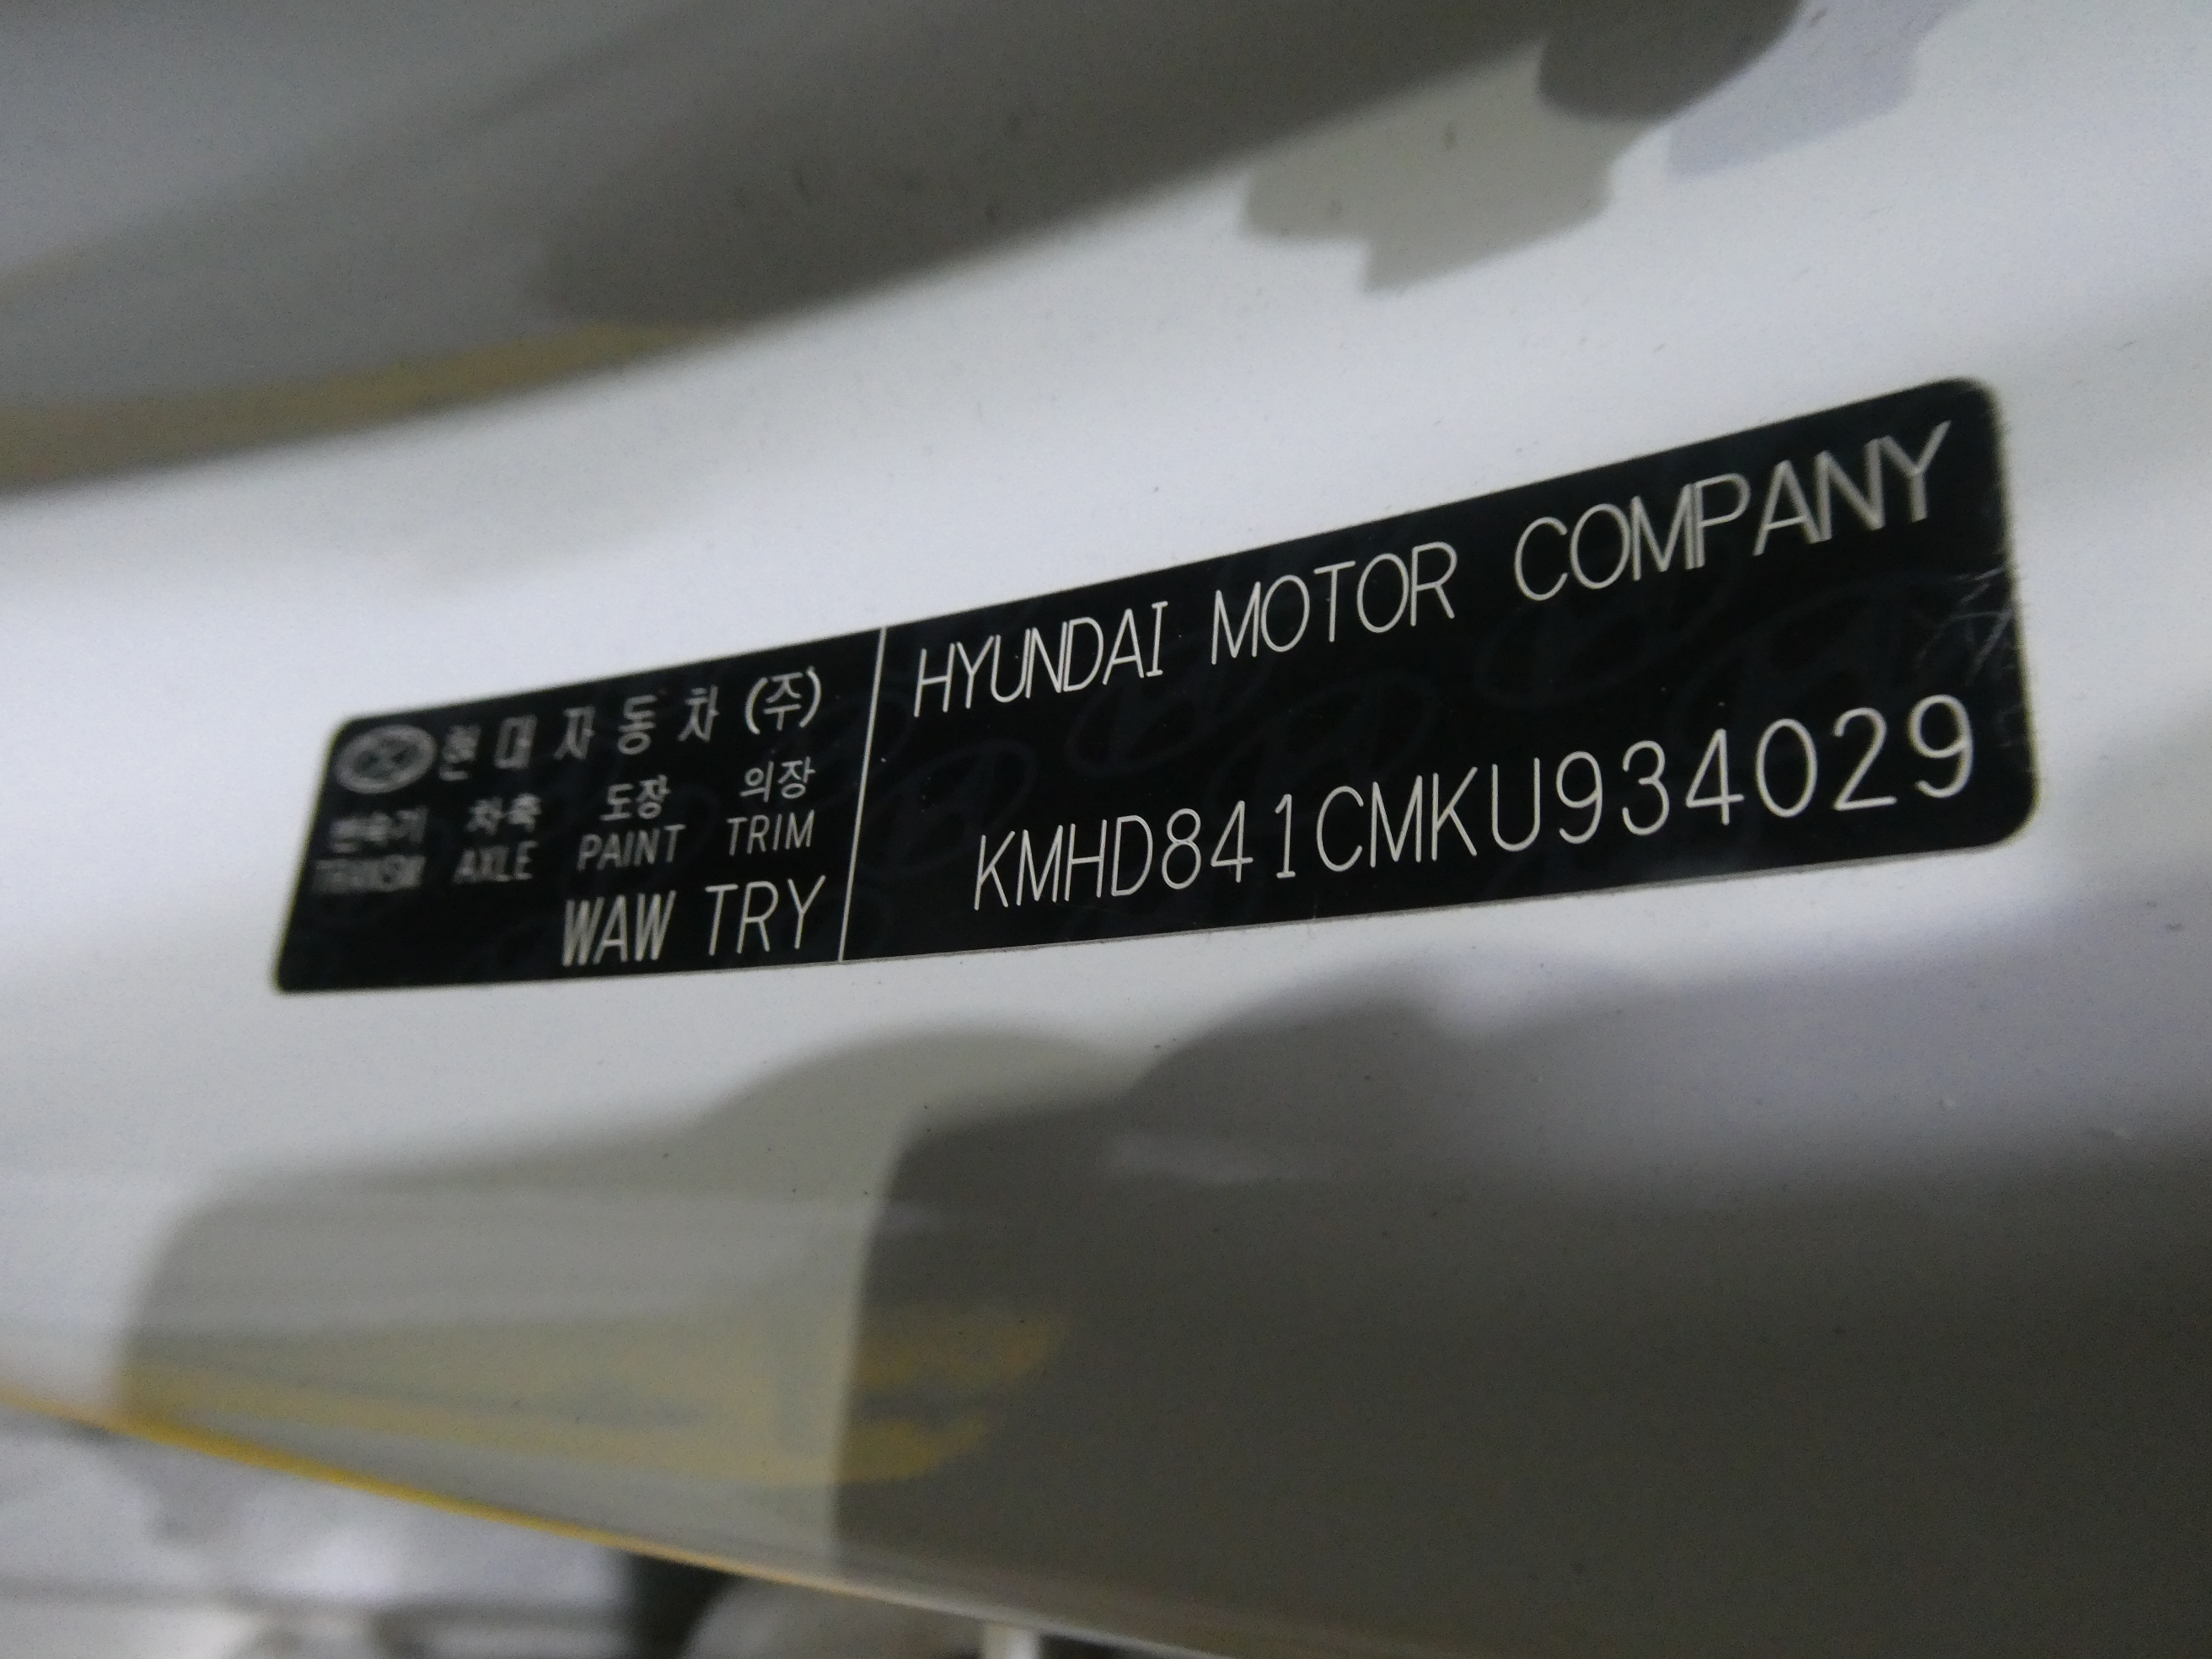 현대자동차(주)
변속기 차축 도장 의장
TRANSM AXLE PAINT TRIM
WAW TRY
HYUNDAI MOTOR COMPANY
KMHD841CMKU934029